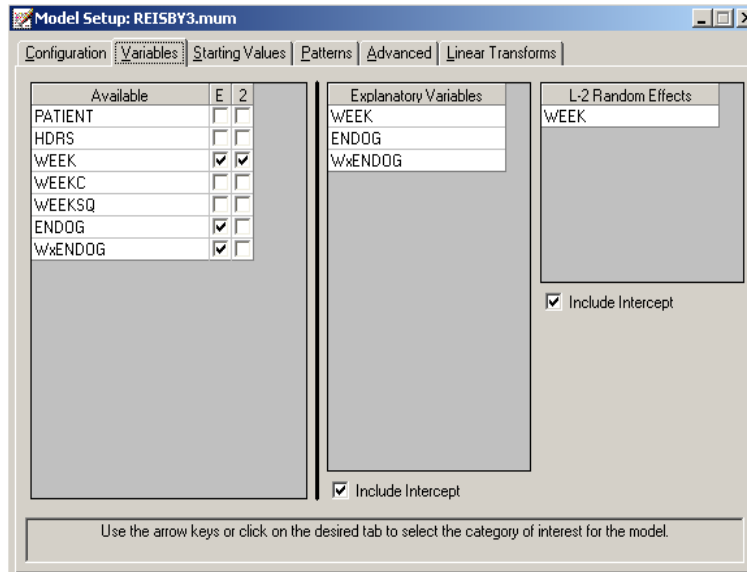 Model Setup: REISBY3.mum
Configuration Variables Starting Values Patterns Advanced Linear Transforms
Available E 2
PATIENT
HDRS
WEEK
WEEKC
WEEKSQ
ENDOG
WxENDOG
Explanatory Variables
WEEK
ENDOG
WxENDOG
Include Intercept
L-2 Random Effects
WEEK
Include Intercept
Use the arrow keys or click on the desired tab to select the category of interest for the model.